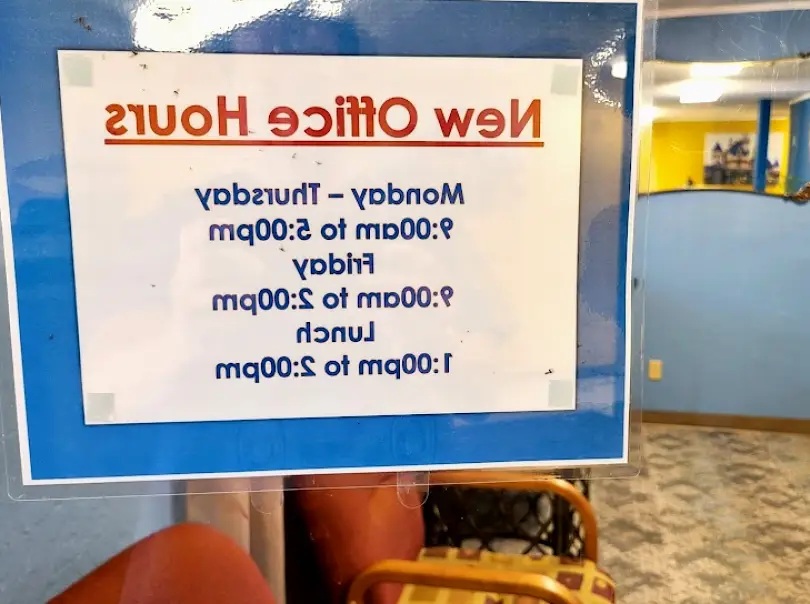 New Office Hours
Monday – Thursday
9:00am to 5:00pm
Friday
9:00am to 2:00pm
Lunch
1:00pm to 2:00pm